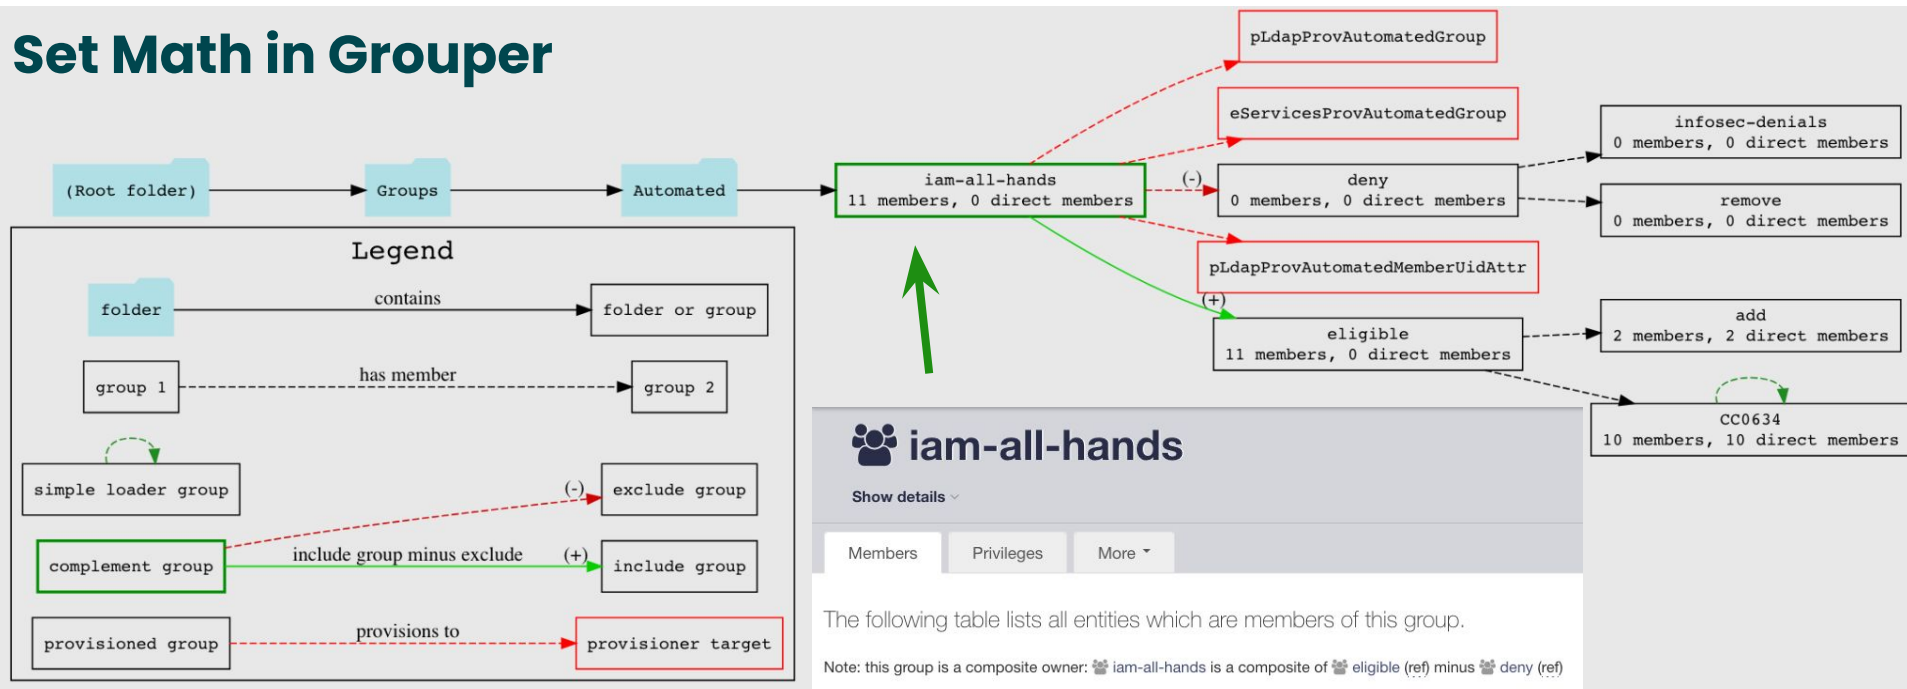 Set Math in Grouper
pLdapProvAutomatedGroup
eServicesProvAutomatedGroup
infosec-denials
0 members, 0 direct members
(Root folder)
Groups
Automated
iam-all-hands
11 members, 0 direct members
(-)
deny
0 members, 0 direct members
remove
0 members, 0 direct members
pLdapProvAutomatedMemberUidAttr
(+)
eligible
11 members, 0 direct members
add
2 members, 2 direct members
CC0634
10 members, 10 direct members
Legend
folder
contains
folder or group
group 1
has member
group 2
simple loader group
(-)
exclude group
complement group
include group minus exclude
(+)
include group
provisioned group
provisions to
provisioner target
iam-all-hands
Show details
Members
Privileges
More
The following table lists all entities which are members of this group.
Note: this group is a composite owner: iam-all-hands is a composite of eligible (ref) minus deny (ref)